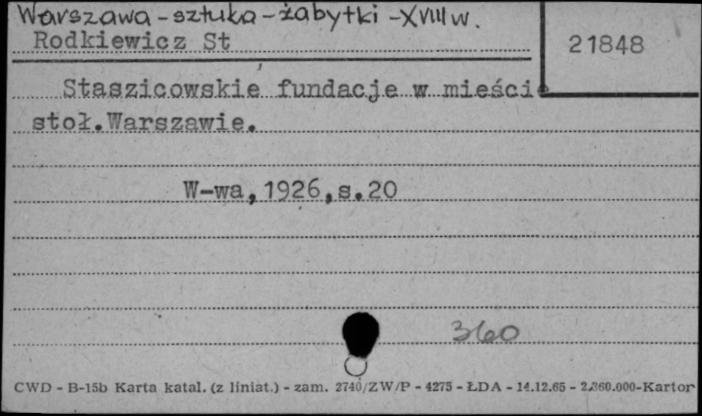 Warszawa - sztuka - zabytki - XVIII w.
Rodkiewicz St
21848
Staszicowskie fundacje w mieści
stoł.Warszawie.
W-wa, 1926, s.20
360
CWD - B-15b Karta katal. (z liniat.) - zam. 2740/ZW/P - 4275 - ŁDA - 14.12.65 - 2.360.000-Kartor